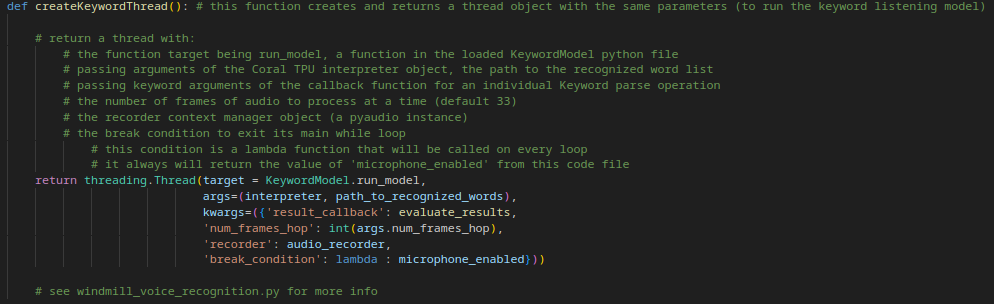 def createKeywordThread(): # this function creates and returns a thread object with the same parameters (to run the keyword listening model)
# return a thread with:
# the function target being run_model, a function in the loaded KeywordModel python file
# passing arguments of the Coral TPU interpreter object, the path to the recognized word list
# passing keyword arguments of the callback function for an individual Keyword parse operation
# the number of frames of audio to process at a time (default 33)
# the recorder context manager object (a pyaudio instance)
# the break condition to exit its main while loop
# this condition is a lambda function that will be called on every loop
# it always will return the value of 'microphone_enabled' from this code file
return threading.Thread(target = KeywordModel.run_model,
args=(interpreter, path_to_recognized_words),
kwargs=({'result_callback': evaluate_results,
'num_frames_hop': int(args.num_frames_hop),
'recorder': audio_recorder,
'break_condition': lambda : microphone_enabled}))
# see windmill_voice_recognition.py for more info